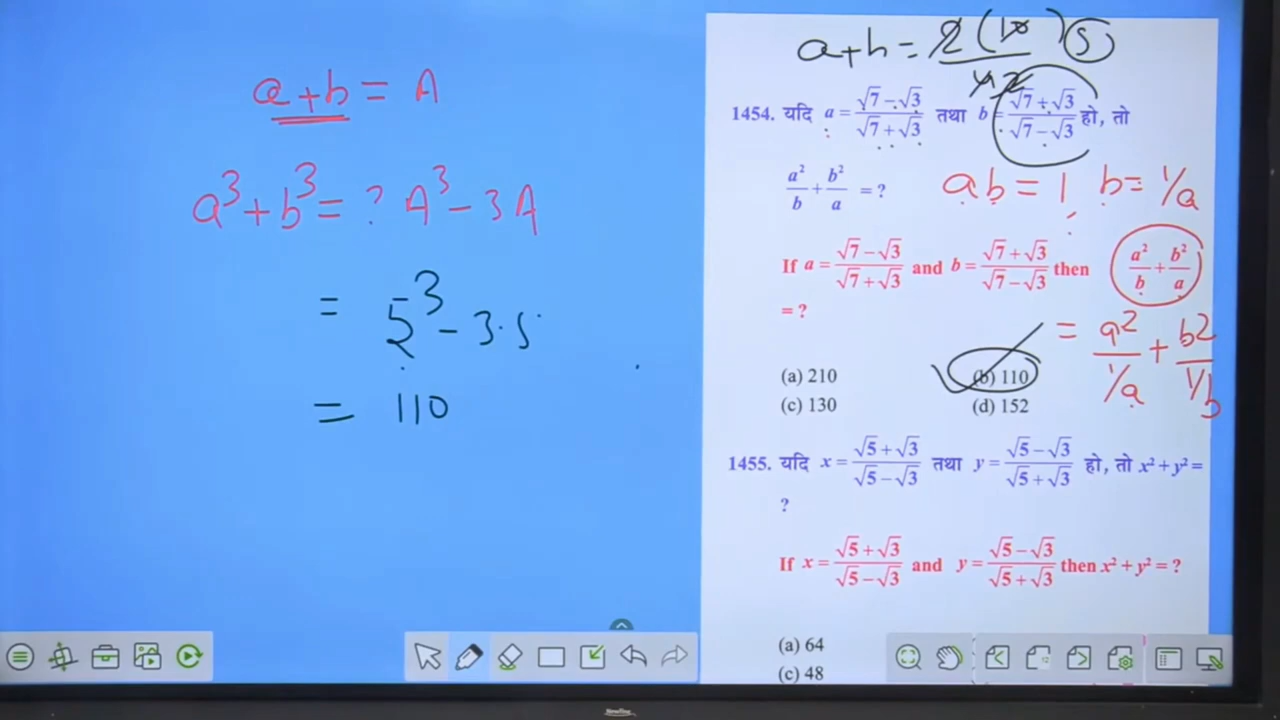 a+b = A
a³+b³ = ? A³ - 3A
= 5³ - 3·5
= 110
a+b = 2(10) 5
1454. यदि a = (√7 - √3)/(√7 + √3) तथा b = (√7 + √3)/(√7 - √3) हो, तो
a²/b + b²/a = ?
ab = 1 b = 1/a
If a = (√7 - √3)/(√7 + √3) and b = (√7 + √3)/(√7 - √3) then a²/b + b²/a
= ?
= a²/(1/a) + b²/(1/b)
(a) 210 (b) 110
(c) 130 (d) 152
1455. यदि x = (√5 + √3)/(√5 - √3) तथा y = (√5 - √3)/(√5 + √3) हो, तो x² + y² =
?
If x = (√5 + √3)/(√5 - √3) and y = (√5 - √3)/(√5 + √3) then x² + y² = ?
(a) 64
(c) 48